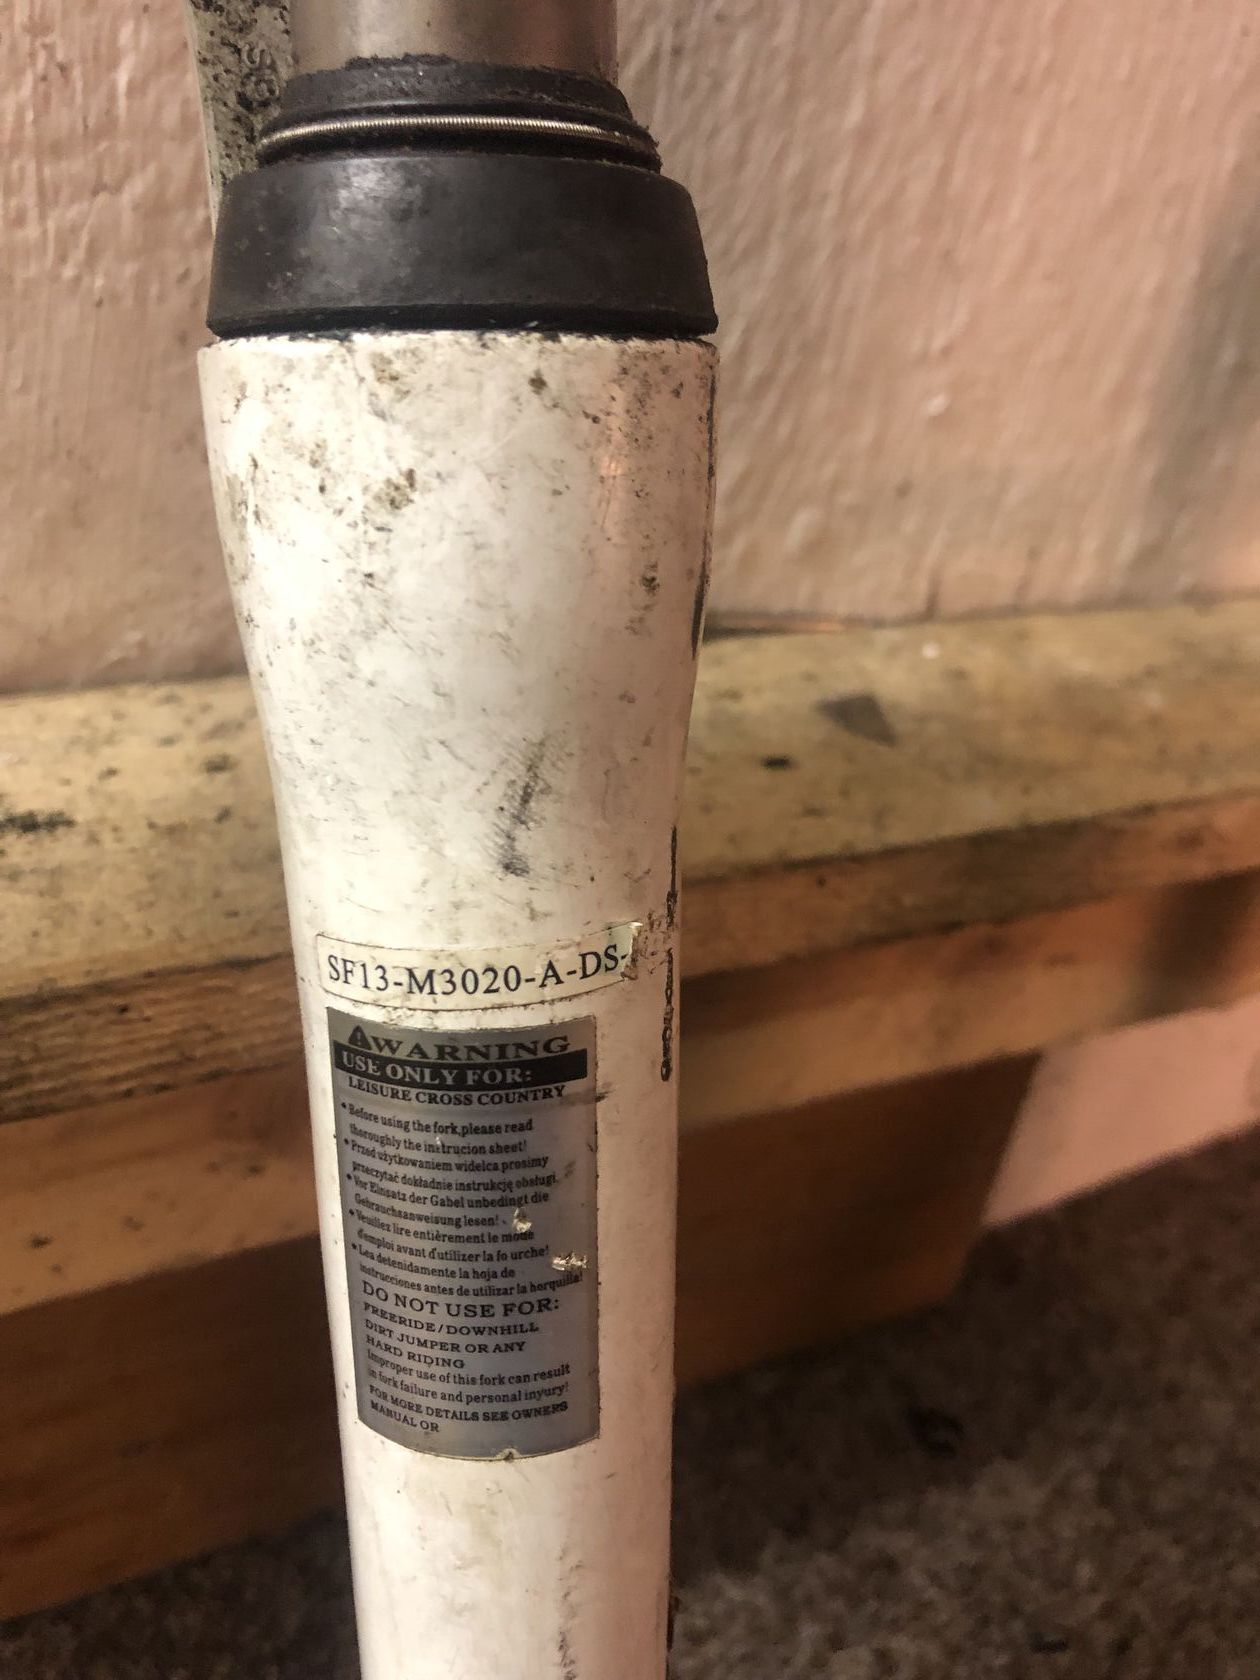 SF13-M3020-A-DS-
WARNING
USE ONLY FOR:
LEISURE CROSS COUNTRY
• Before using the fork,please read
thoroughly the intrucion sheet!
• Przed użytkowaniem widelca prosimy
przeczytać dokładnie instrukcję obsługi
• Vor Einsatz der Gabel unbedingt die
Gebrauchsanweisung lesen!
• Veuillez lire entièrement le mode
d'emploi avant d'utilizer la fo urche!
• Lea detenidamente la hoja de
instrucciones antes de utilizar la horquilla!
DO NOT USE FOR:
FREERIDE/DOWNHILL
DIRT JUMPER OR ANY
HARD RIDING
Improper use of this fork can result
in fork failure and personal inyury!
FOR MORE DETAILS SEE OWNERS
MANUAL OR